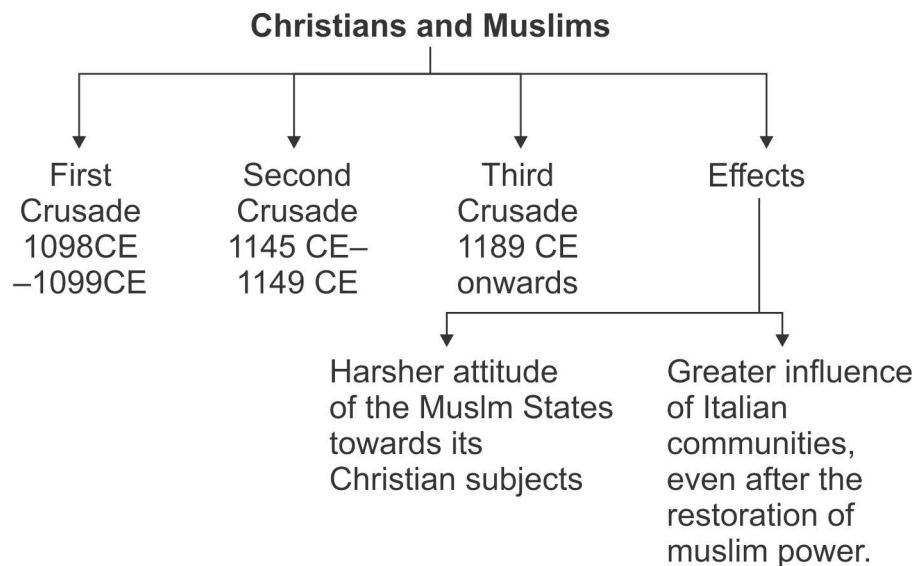 Christians and Muslims
First
Crusade
1098CE
–1099CE
Second
Crusade
1145 CE–
1149 CE
Third
Crusade
1189 CE
onwards
Effects
Harsher attitude
of the Muslm States
towards its
Christian subjects
Greater influence
of Italian
communities,
even after the
restoration of
muslim power.